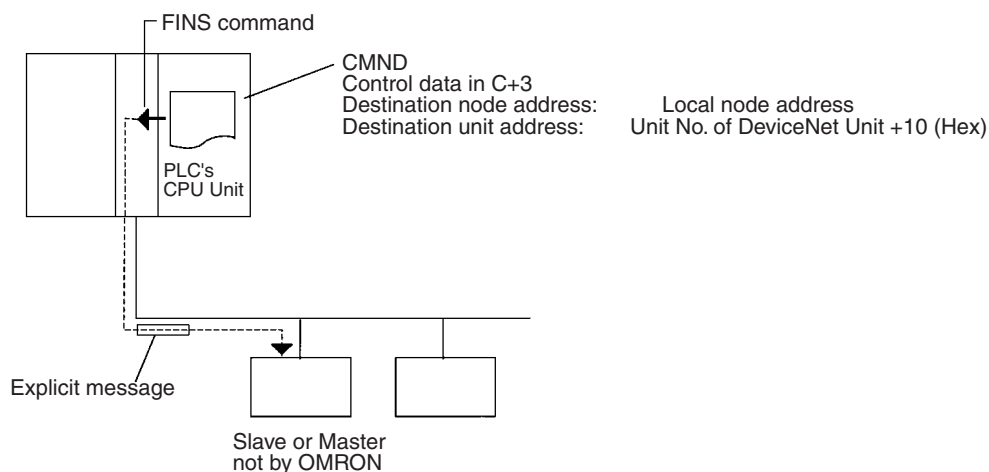 FINS command
CMND
Control data in C+3
Destination node address: Local node address
Destination unit address: Unit No. of DeviceNet Unit +10 (Hex)
PLC's
CPU Unit
Explicit message
Slave or Master
not by OMRON